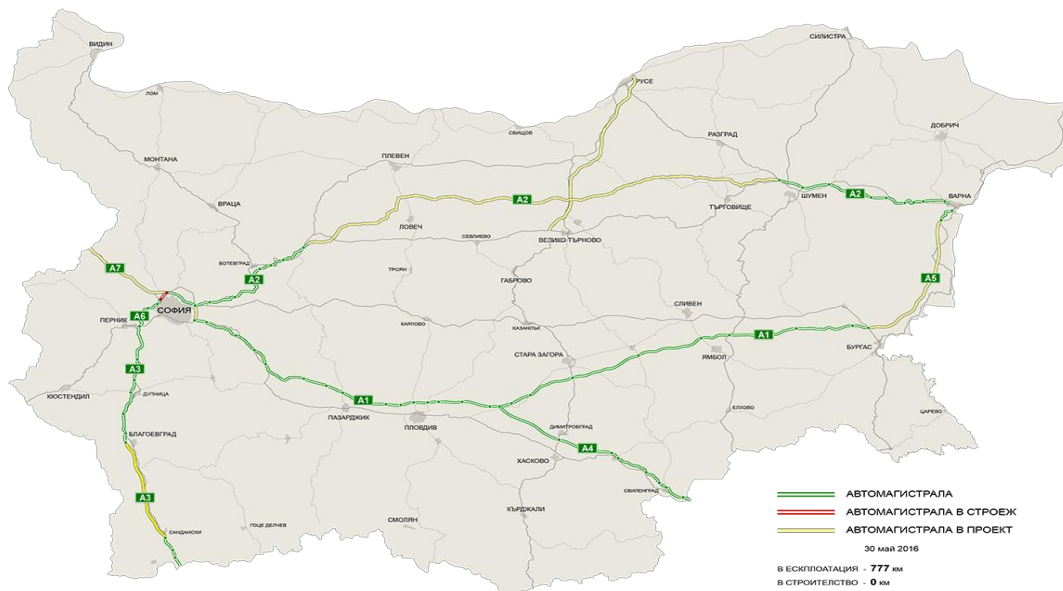 СИЛИСТРА
ВИДИН
РУСЕ
ЛОМ
ДОБРИЧ
СВИЩОВ
РАЗГРАД
ПЛЕВЕН
МОНТАНА
A2
ВАРНА
ШУМЕН
A2
ТЪРГОВИЩЕ
ВРАЦА
ЛОВЕЧ
СЕВЛИЕВО
ВЕЛИКО ТЪРНОВО
БОТЕВГРАД
A7
ТРОЯН
A2
ГАБРОВО
A5
СЛИВЕН
СОФИЯ
A6
ПЕРНИК
КАРЛОВО
КАЗАНЛЪК
A1
БУРГАС
СТАРА ЗАГОРА
ЯМБОЛ
A3
КЮСТЕНДИЛ
ДУПНИЦА
A1
ПАЗАРДЖИК
ЕЛХОВО
ЦАРЕВО
ПЛОВДИВ
ДИМИТРОВГРАД
БЛАГОЕВГРАД
A4
ХАСКОВО
СВИЛЕНГРАД
A3
КЪРДЖАЛИ
СМОЛЯН
ГОЦЕ ДЕЛЧЕВ
САНДАНСКИ
АВТОМАГИСТРАЛА
АВТОМАГИСТРАЛА В СТРОЕЖ
АВТОМАГИСТРАЛА В ПРОЕКТ
30 май 2016
В ЕСКПЛОАТАЦИЯ - 777 км
В СТРОИТЕЛСТВО - 0 км